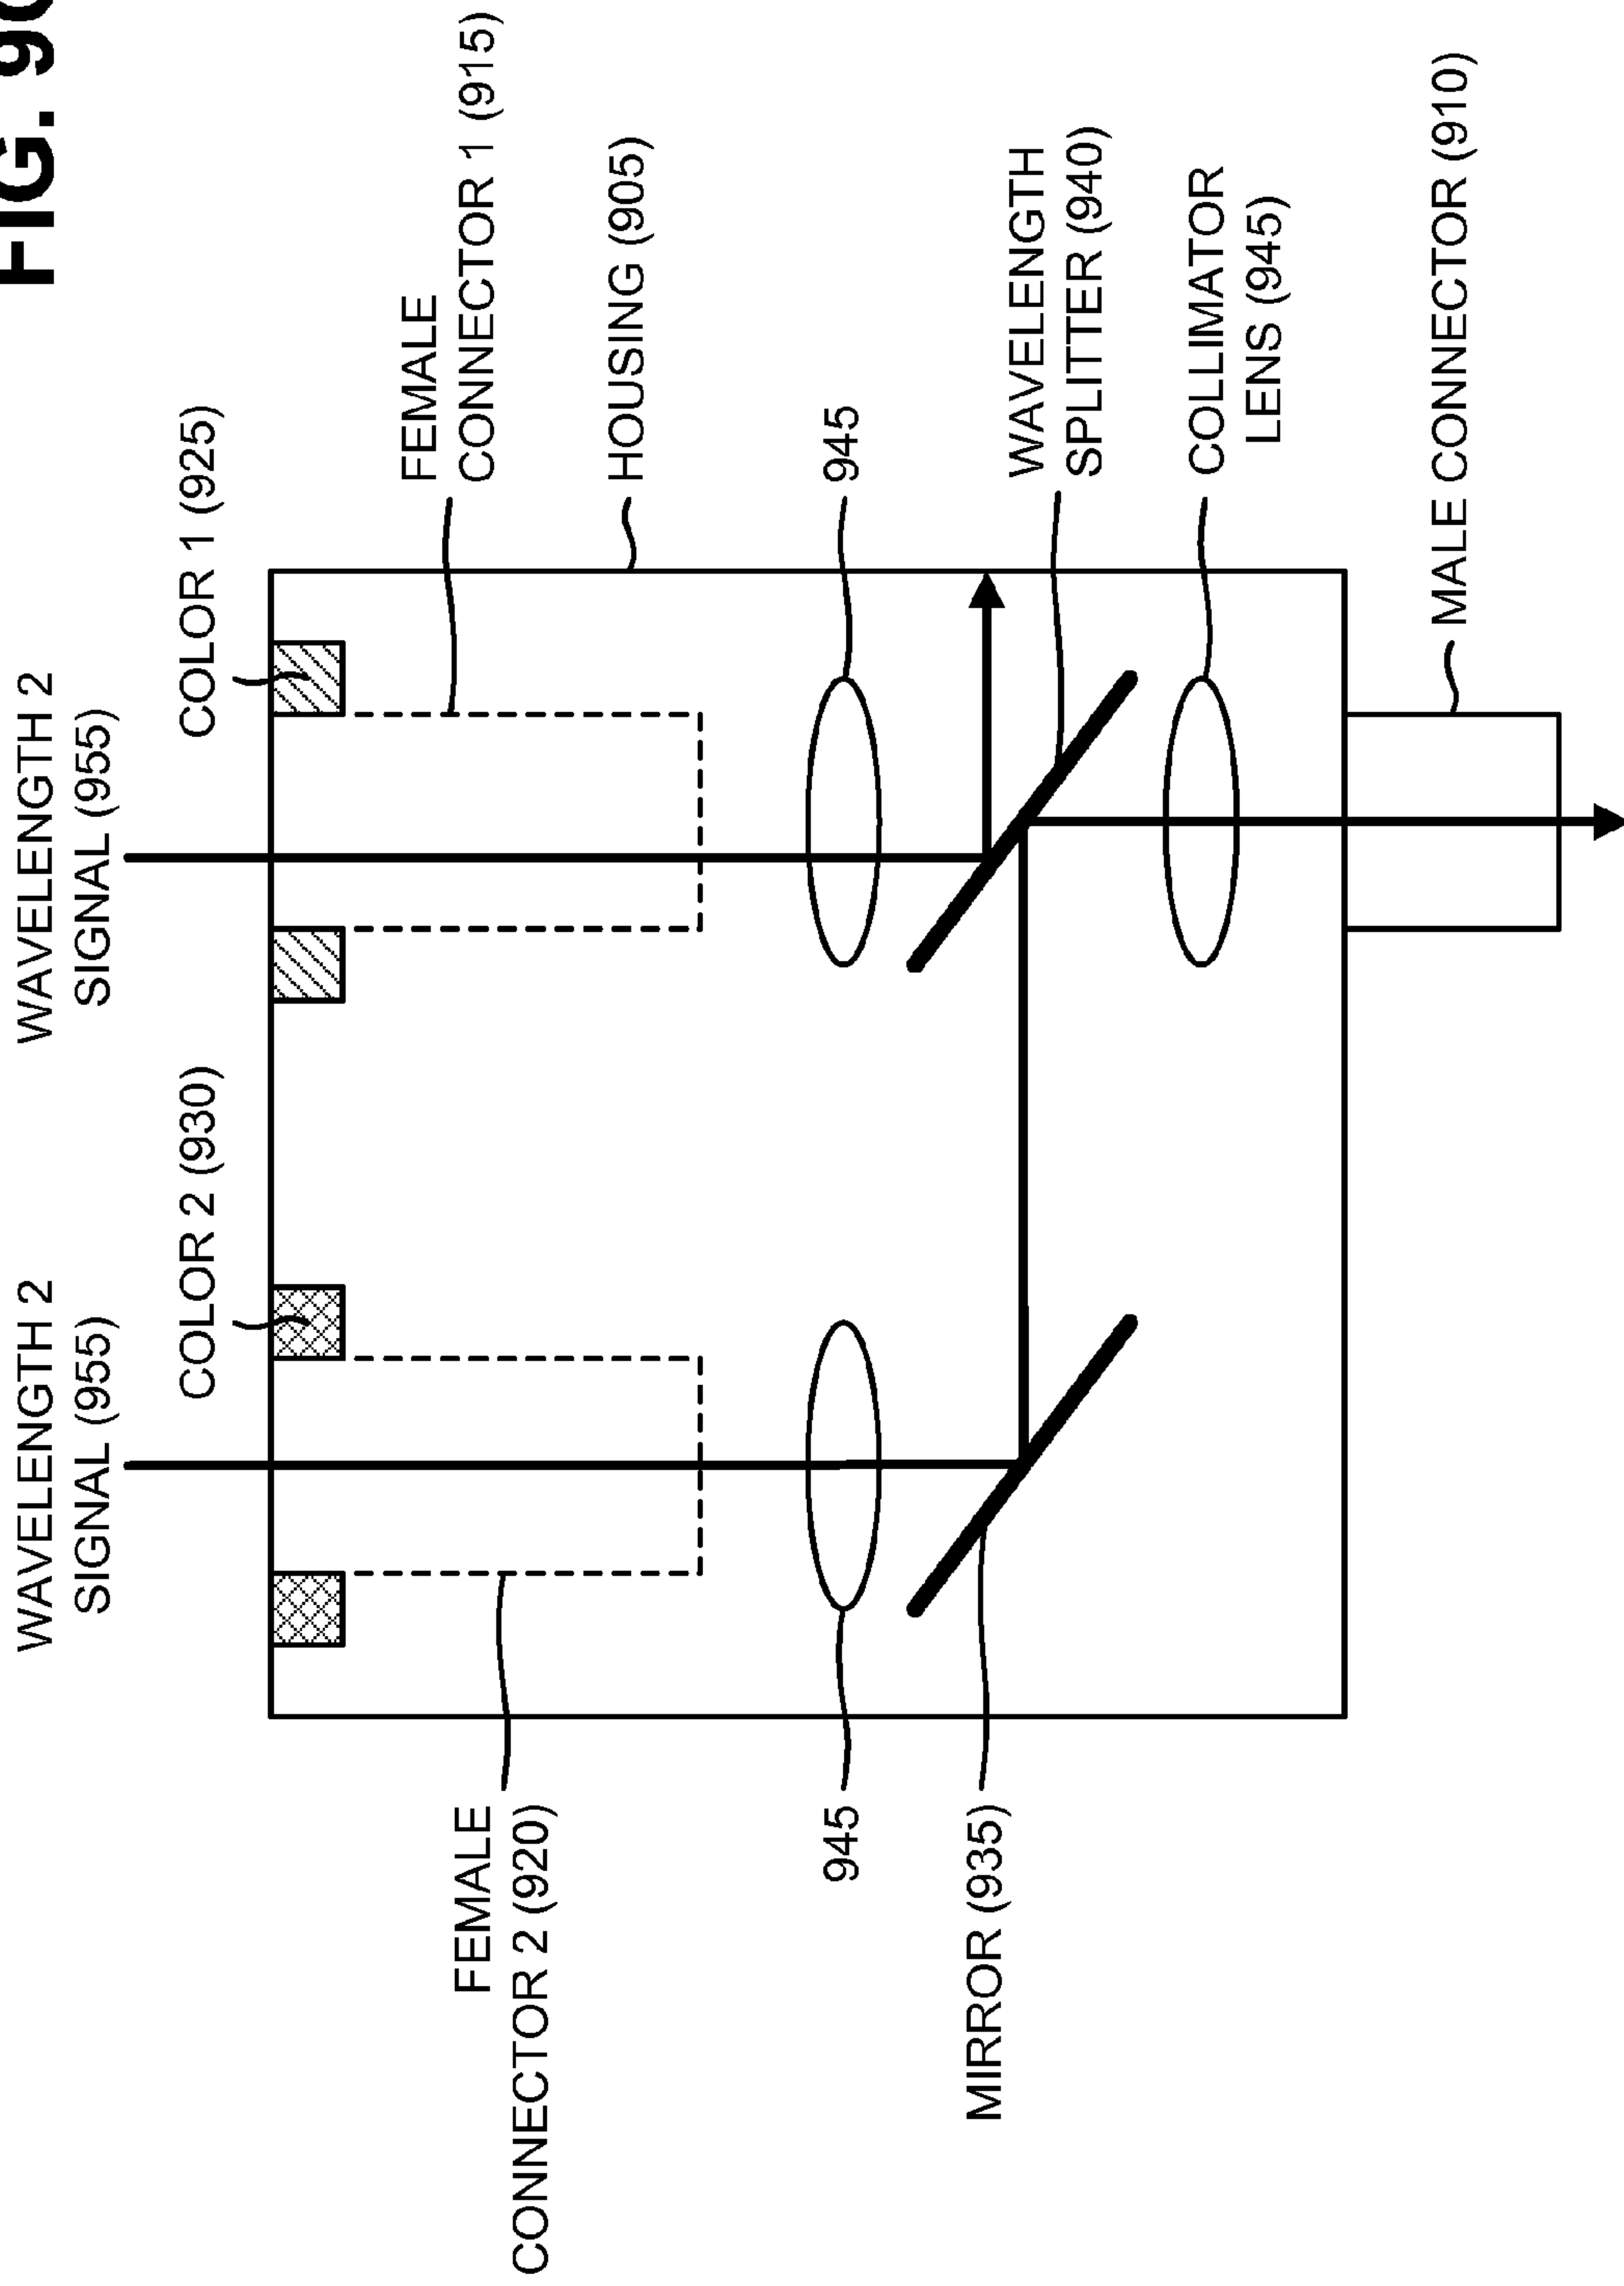 FIG.
WAVELENGTH 2
SIGNAL (955)
WAVELENGTH 2
SIGNAL (955)
COLOR 2 (930)
COLOR 1 (925)
FEMALE
CONNECTOR 1 (915)
FEMALE
CONNECTOR 2 (920)
HOUSING (905)
945
945
MIRROR (935)
WAVELENGTH
SPLITTER (940)
COLLIMATOR
LENS (945)
MALE CONNECTOR (910)